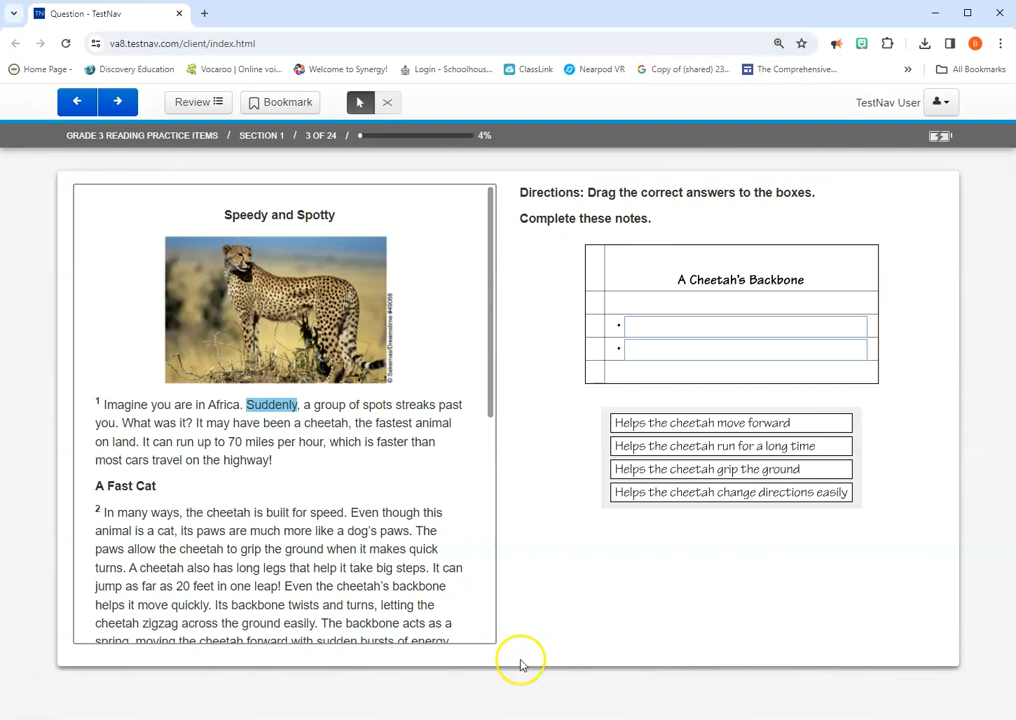 Question - TestNav
va8.testnav.com/client/index.html
Home Page - Discovery Education Vocaroo | Online voi... Welcome to Synergy! Login - Schoolhous... ClassLink Nearpod VR Copy of (shared) 23... The Comprehensive... » All Bookmarks
Review Bookmark TestNav User
GRADE 3 READING PRACTICE ITEMS / SECTION 1 / 3 OF 24 / 4%
Speedy and Spotty
1 Imagine you are in Africa. Suddenly, a group of spots streaks past
you. What was it? It may have been a cheetah, the fastest animal
on land. It can run up to 70 miles per hour, which is faster than
most cars travel on the highway!
A Fast Cat
2 In many ways, the cheetah is built for speed. Even though this
animal is a cat, its paws are much more like a dog's paws. The
paws allow the cheetah to grip the ground when it makes quick
turns. A cheetah also has long legs that help it take big steps. It can
jump as far as 20 feet in one leap! Even the cheetah's backbone
helps it move quickly. Its backbone twists and turns, letting the
cheetah zigzag across the ground easily. The backbone acts as a
spring, moving the cheetah forward with sudden bursts of energy.
Directions: Drag the correct answers to the boxes.
Complete these notes.
A Cheetah's Backbone
Helps the cheetah move forward
Helps the cheetah run for a long time
Helps the cheetah grip the ground
Helps the cheetah change directions easily